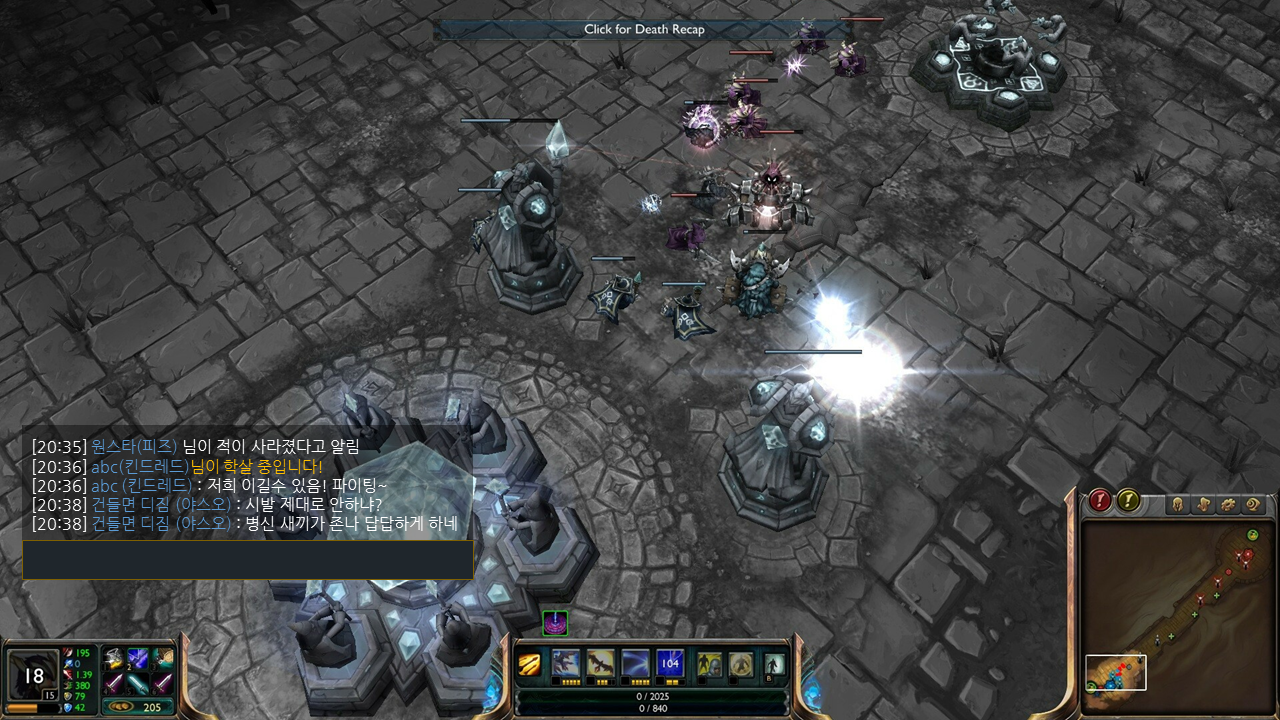 Click for Death Recap
[20:35] 원스타(피즈) 님이 적이 사라졌다고 알림
[20:36] abc(킨드레드)님이 학살 중입니다!
[20:36] abc (킨드레드) : 저희 이길수 있음! 파이팅~
[20:38] 건들면 디짐 (야스오) : 시발 제대로 안하냐?
[20:38] 건들면 디짐 (야스오) : 병신 새끼가 존나 답답하게 하네
18
15
195
0
1.39
380
79
42
205
104
B
0 / 2025
0 / 840